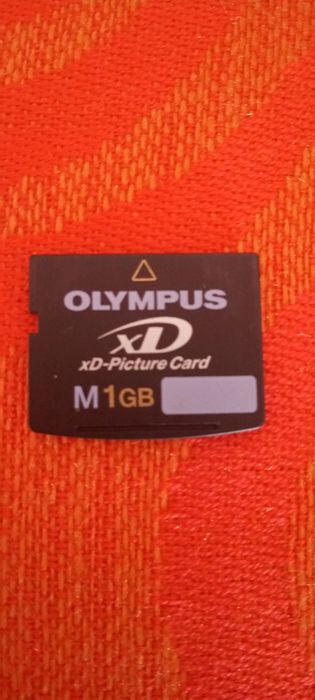 OLYMPUS
xD
xD-Picture Card
M 1GB